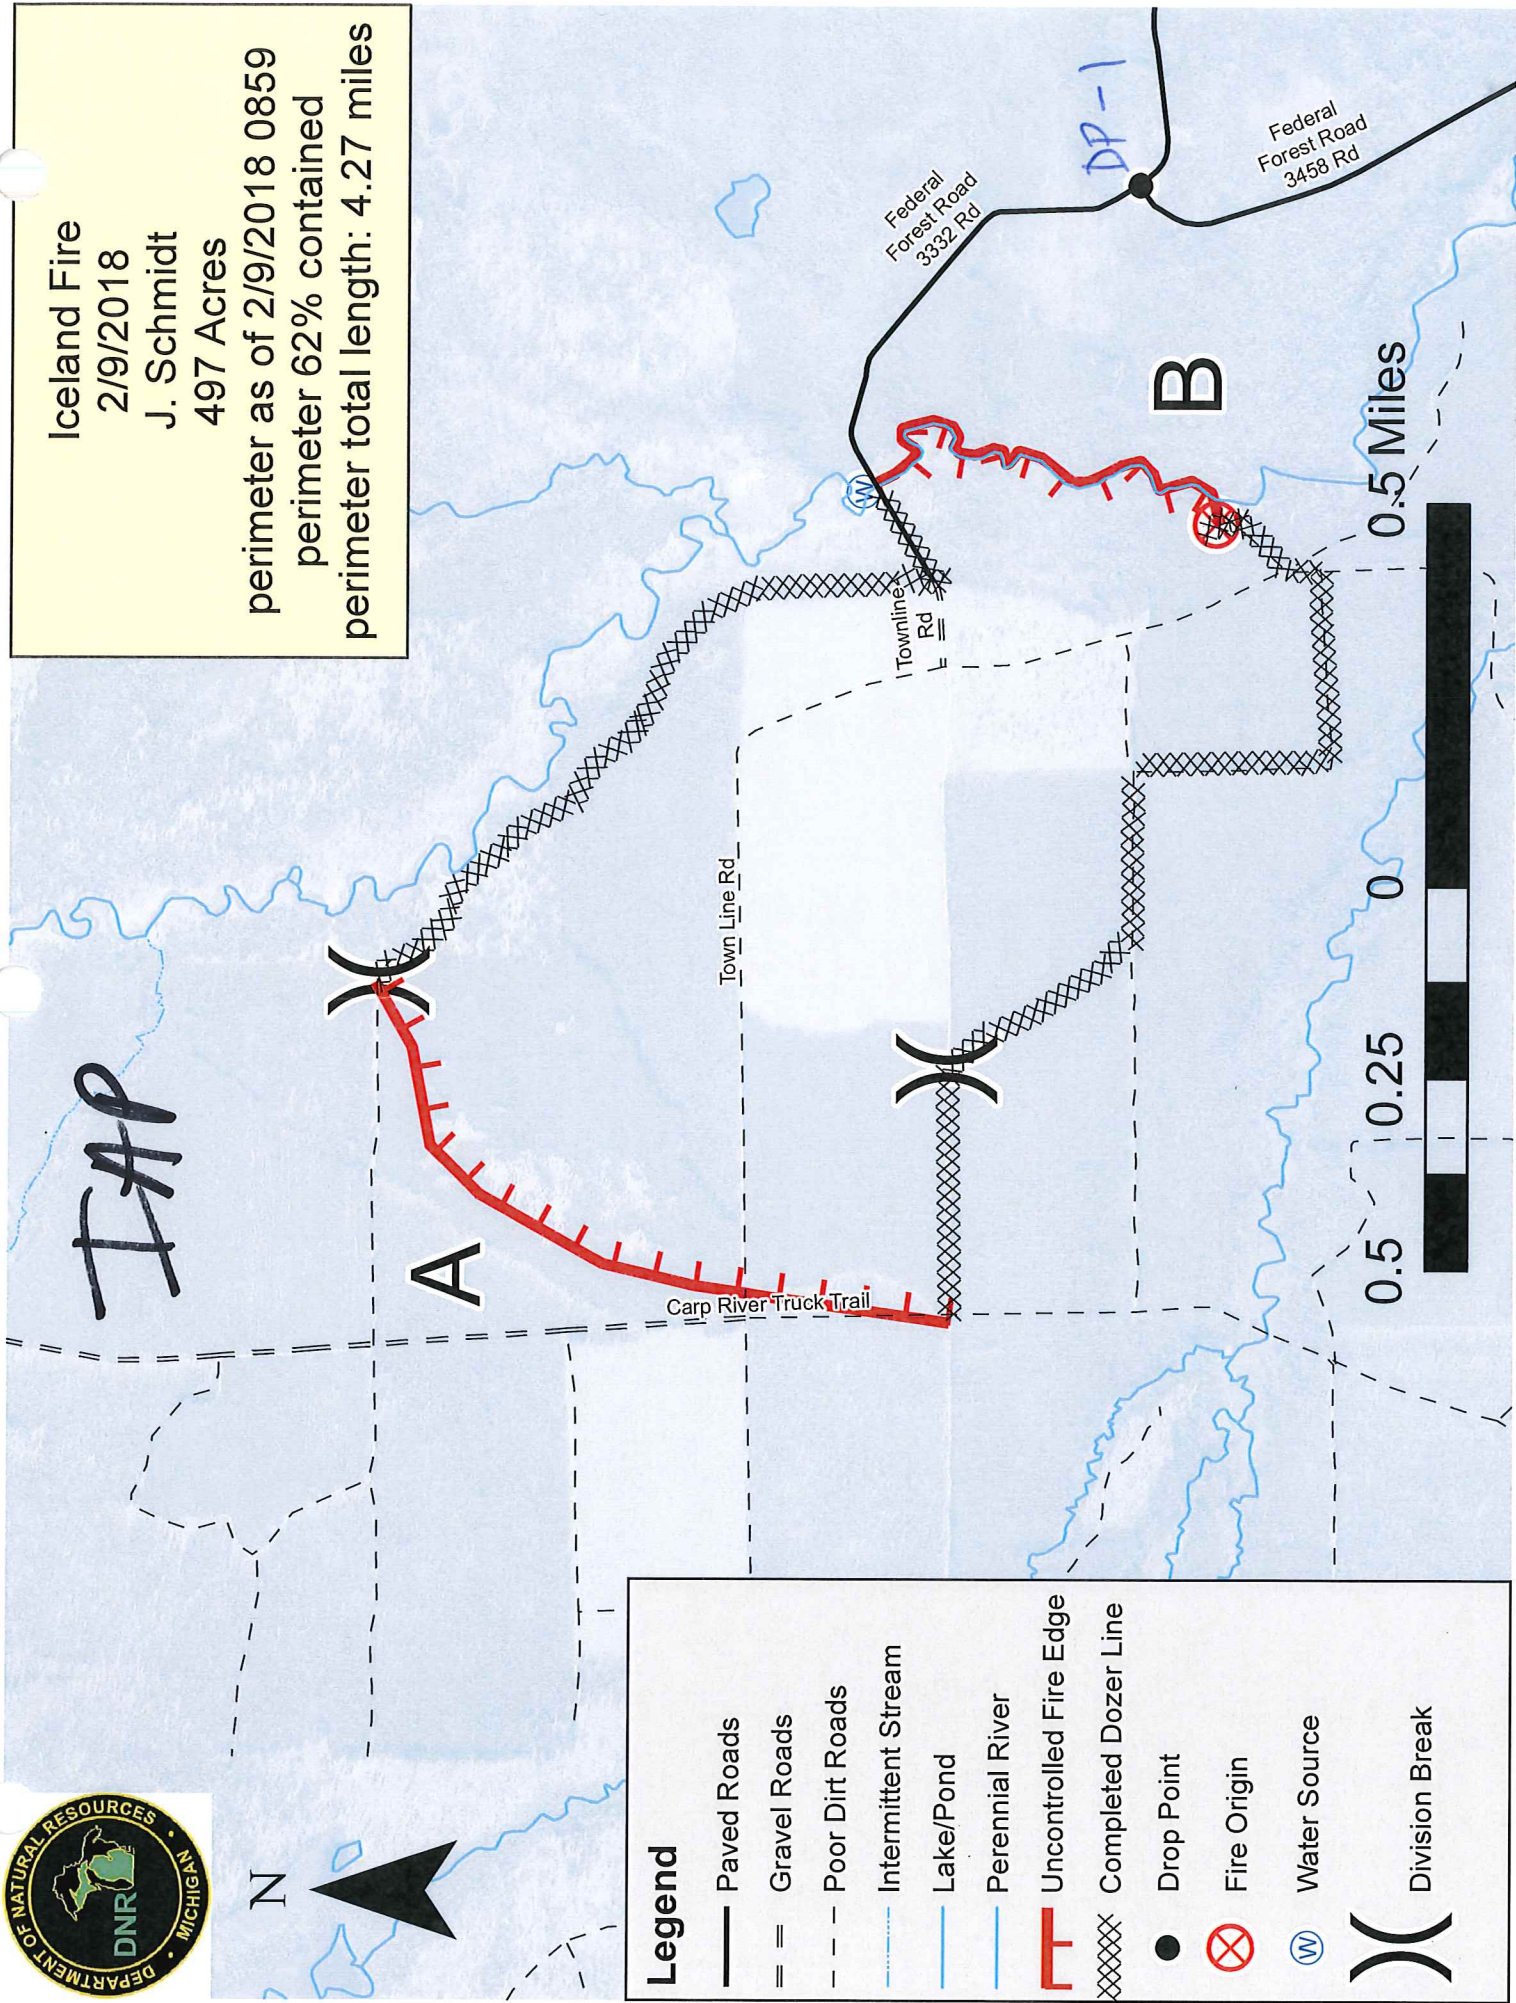 Iceland Fire
2/9/2018
J. Schmidt
497 Acres
perimeter as of 2/9/2018 0859
perimeter 62% contained
perimeter total length: 4.27 miles
IAP
DEPARTMENT OF NATURAL RESOURCES • MICHIGAN •
DNR
N
A
B
DP-1
Federal
Forest Road
3332 Rd
Federal
Forest Road
3458 Rd
Townline
Rd
Town Line Rd
Carp River Truck Trail
W
Legend
Paved Roads
Gravel Roads
Poor Dirt Roads
Intermittent Stream
Lake/Pond
Perennial River
Uncontrolled Fire Edge
Completed Dozer Line
Drop Point
Fire Origin
W Water Source
Division Break
0.5 0.25 0 0.5 Miles